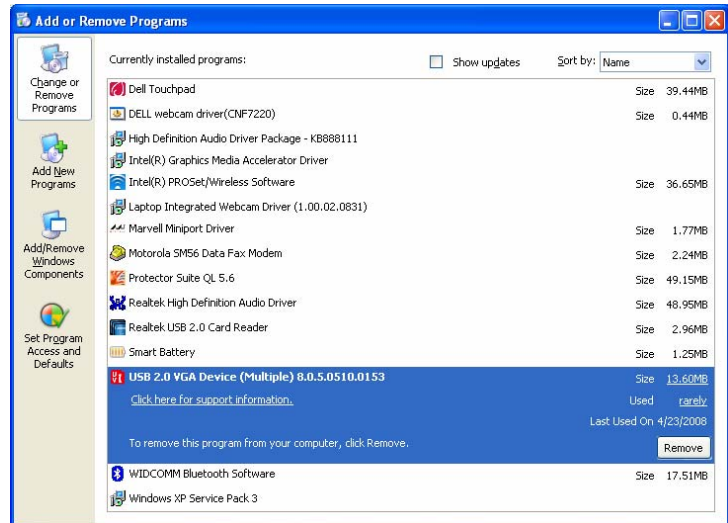 Add or Remove Programs
Change or
Remove
Programs
Add New
Programs
Add/Remove
Windows
Components
Set Program
Access and
Defaults
Currently installed programs: Show updates Sort by: Name
Dell Touchpad Size 39.44MB
DELL webcam driver(CNF7220) Size 0.44MB
High Definition Audio Driver Package - KB888111
Intel(R) Graphics Media Accelerator Driver
Intel(R) PROSet/Wireless Software Size 36.65MB
Laptop Integrated Webcam Driver (1.00.02.0831)
Marvell Miniport Driver Size 1.77MB
Motorola SM56 Data Fax Modem Size 2.24MB
Protector Suite QL 5.6 Size 49.15MB
Realtek High Definition Audio Driver Size 48.95MB
Realtek USB 2.0 Card Reader Size 2.96MB
Smart Battery Size 1.25MB
USB 2.0 VGA Device (Multiple) 8.0.5.0510.0153 Size 13.60MB
Click here for support information. Used rarely
Last Used On 4/23/2008
To remove this program from your computer, click Remove. Remove
WIDCOMM Bluetooth Software Size 17.51MB
Windows XP Service Pack 3